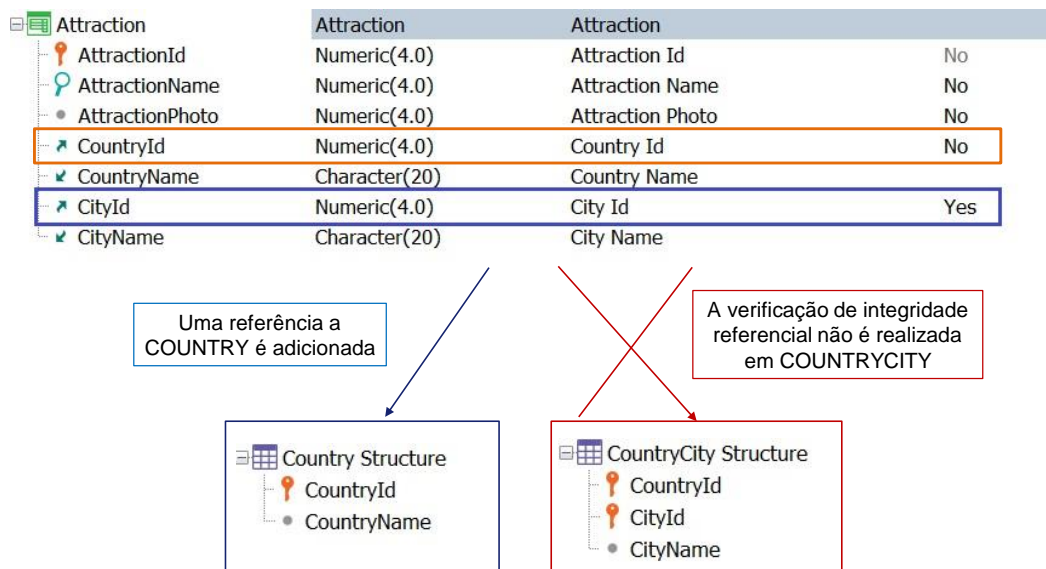 Attraction Attraction Attraction
AttractionId Numeric(4.0) Attraction Id No
AttractionName Numeric(4.0) Attraction Name No
AttractionPhoto Numeric(4.0) Attraction Photo No
CountryId Numeric(4.0) Country Id No
CountryName Character(20) Country Name
CityId Numeric(4.0) City Id Yes
CityName Character(20) City Name
Uma referência a
COUNTRY é adicionada
A verificação de integridade
referencial não é realizada
em COUNTRYCITY
Country Structure
CountryId
CountryName
CountryCity Structure
CountryId
CityId
CityName